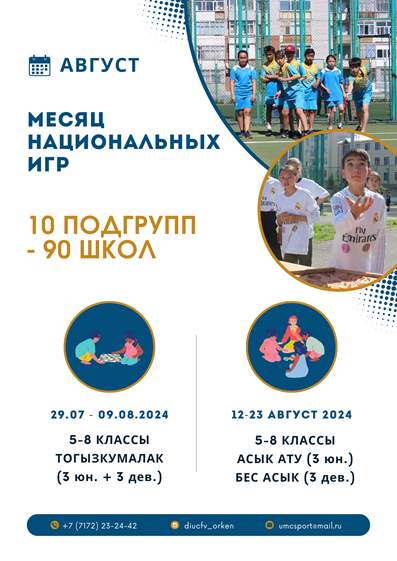 АВГУСТ
МЕСЯЦ
НАЦИОНАЛЬНЫХ
ИГР
10 ПОДГРУПП
- 90 ШКОЛ
Fly
Emirates
29.07 - 09.08.2024
5-8 КЛАССЫ
ТОГЫЗКУМАЛАК
(3 юн. + 3 дев.)
12-23 АВГУСТ 2024
5-8 КЛАССЫ
АСЫК АТУ (3 юн.)
БЕС АСЫК (3 дев.)
+7 (7172) 23-24-42
diucfv_orken
umcsport@mail.ru